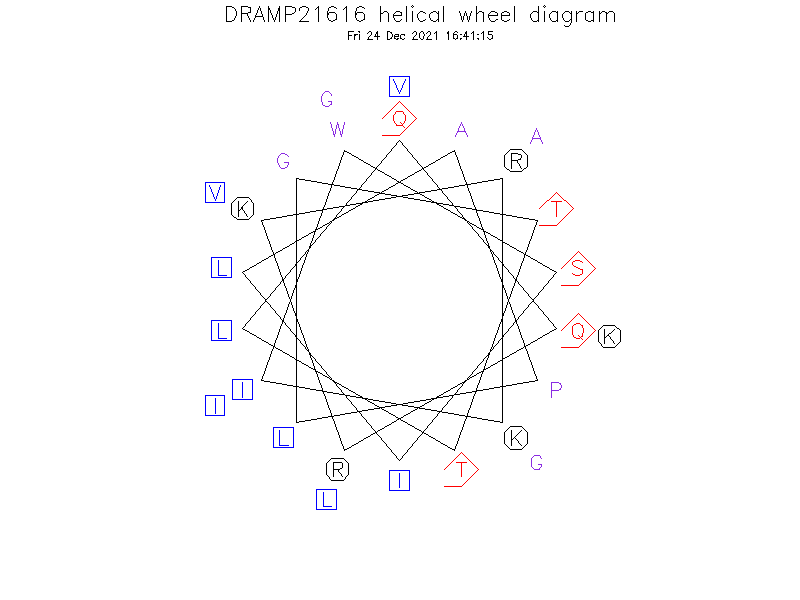 DRAMP21616 helical wheel diagram
Fri 24 Dec 2021 16:41:15
V
G
Q
W A A
G R
V K T
L S
L Q K
I P
I
L K
G
R T
I
L